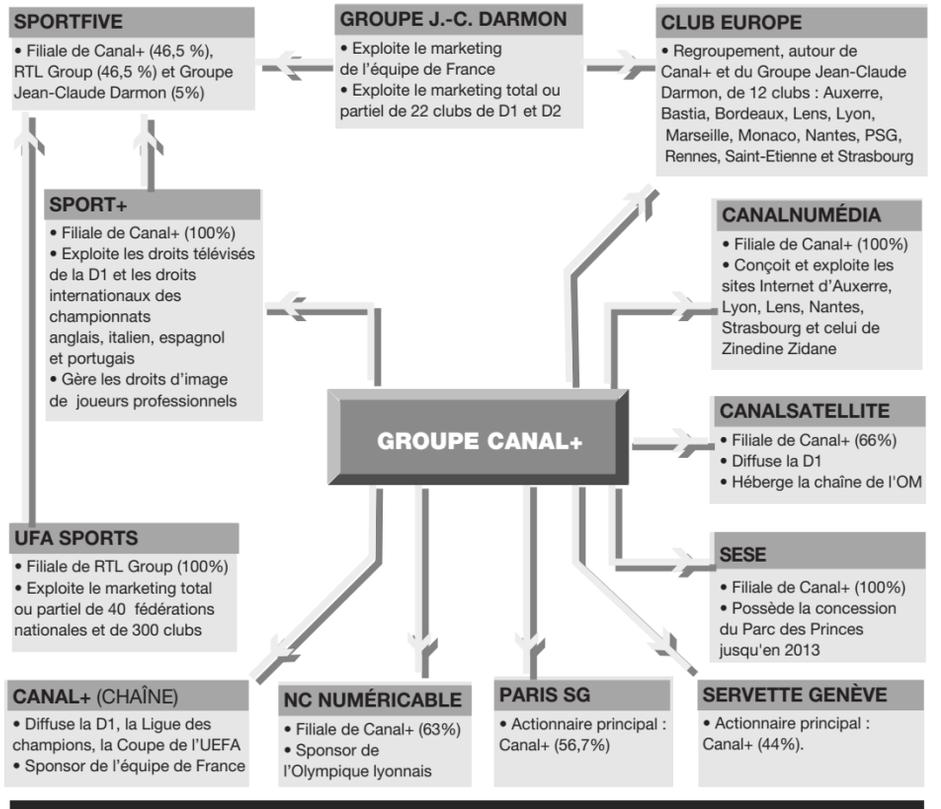 SPORTFIVE
• Filiale de Canal+ (46,5 %),
RTL Group (46,5 %) et Groupe
Jean-Claude Darmon (5%)
GROUPE J.-C. DARMON
• Exploite le marketing
de l'équipe de France
• Exploite le marketing total ou
partiel de 22 clubs de D1 et D2
CLUB EUROPE
• Regroupement, autour de
Canal+ et du Groupe Jean-Claude
Darmon, de 12 clubs : Auxerre,
Bastia, Bordeaux, Lens, Lyon,
Marseille, Monaco, Nantes, PSG,
Rennes, Saint-Etienne et Strasbourg
SPORT+
• Filiale de Canal+ (100%)
• Exploite les droits télévisés
de la D1 et les droits
internationaux des
championnats
anglais, italien, espagnol
et portugais
• Gère les droits d'image
de joueurs professionnels
CANALNUMÉDIA
• Filiale de Canal+ (100%)
• Conçoit et exploite les
sites Internet d'Auxerre,
Lyon, Lens, Nantes,
Strasbourg et celui de
Zinedine Zidane
GROUPE CANAL+
CANALSATELLITE
• Filiale de Canal+ (66%)
• Diffuse la D1
• Héberge la chaîne de l'OM
UFA SPORTS
• Filiale de RTL Group (100%)
• Exploite le marketing total
ou partiel de 40 fédérations
nationales et de 300 clubs
SESE
• Filiale de Canal+ (100%)
• Possède la concession
du Parc des Princes
jusqu'en 2013
CANAL+ (CHAÎNE)
• Diffuse la D1, la Ligue des
champions, la Coupe de l'UEFA
• Sponsor de l'équipe de France
NC NUMÉRICABLE
• Filiale de Canal+ (63%)
• Sponsor de
l'Olympique lyonnais
PARIS SG
• Actionnaire principal :
Canal+ (56,7%)
SERVETTE GENÈVE
• Actionnaire principal :
Canal+ (44%).